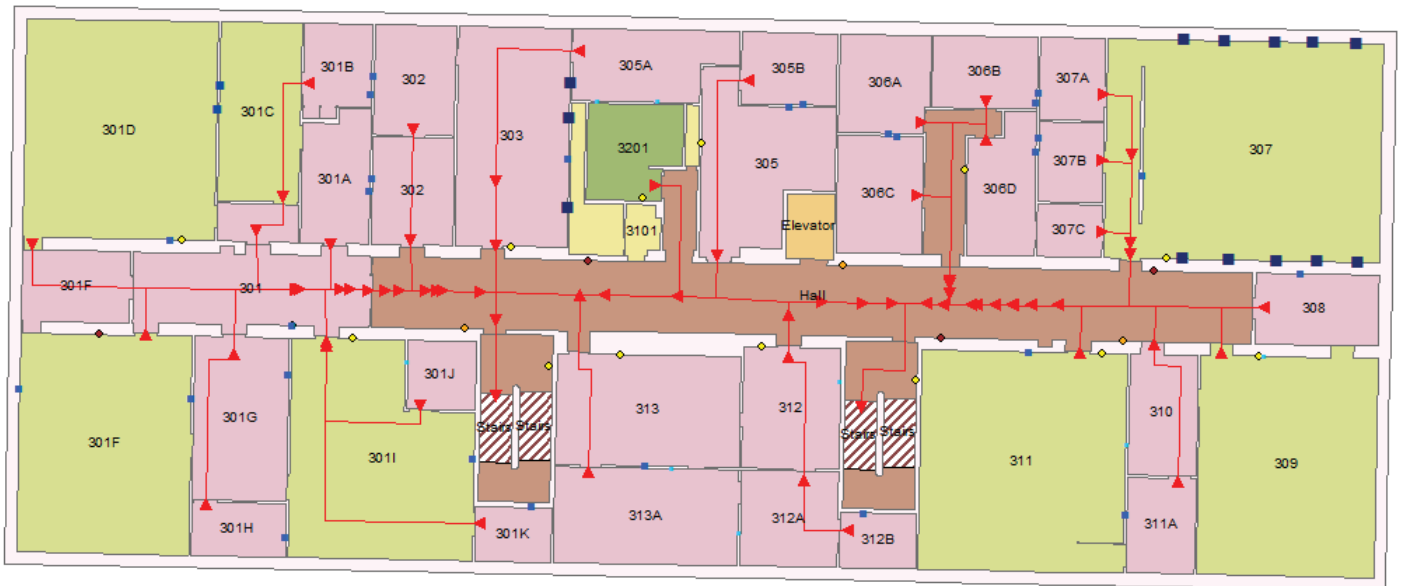 301B
302
305A
305B
306A
306B
307A
301C
301D
303
3201
305
307
307B
301A
302
306C
306D
3101
Elevator
307C
301F
301
Hall
308
301J
313
312
310
301G
Stairs
Stairs
Stairs
Stairs
301F
301I
311
309
301H
301K
313A
312A
312B
311A